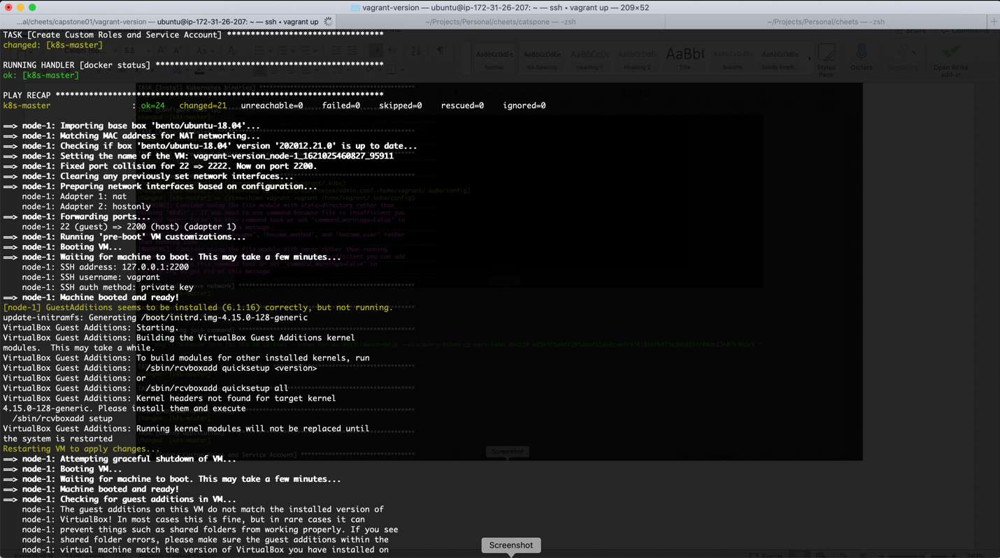 vagrant-version — ubuntu@ip-172-31-26-207: ~ — ssh ◂ vagrant up — 209×52
...al/cheets/capstone01/vagrant-version — ubuntu@ip-172-31-26-207: ~ — ssh ◂ vagrant up
~/Projects/Personal/cheets/catspone — -zsh
~/Projects/Personal/cheets — -zsh
TASK [Create Custom Roles and Service Account] *********************************
changed: [k8s-master]
RUNNING HANDLER [docker status] ************************************************
ok: [k8s-master]
PLAY RECAP *********************************************************************
k8s-master : ok=24 changed=21 unreachable=0 failed=0 skipped=0 rescued=0 ignored=0
==> node-1: Importing base box 'bento/ubuntu-18.04'...
==> node-1: Matching MAC address for NAT networking...
==> node-1: Checking if box 'bento/ubuntu-18.04' version '202012.21.0' is up to date...
==> node-1: Setting the name of the VM: vagrant-version_node-1_1621025460827_95911
==> node-1: Fixed port collision for 22 => 2222. Now on port 2200.
==> node-1: Clearing any previously set network interfaces...
==> node-1: Preparing network interfaces based on configuration...
node-1: Adapter 1: nat
node-1: Adapter 2: hostonly
==> node-1: Forwarding ports...
node-1: 22 (guest) => 2200 (host) (adapter 1)
==> node-1: Running 'pre-boot' VM customizations...
==> node-1: Booting VM...
==> node-1: Waiting for machine to boot. This may take a few minutes...
node-1: SSH address: 127.0.0.1:2200
node-1: SSH username: vagrant
node-1: SSH auth method: private key
==> node-1: Machine booted and ready!
[node-1] GuestAdditions seems to be installed (6.1.16) correctly, but not running.
update-initramfs: Generating /boot/initrd.img-4.15.0-128-generic
VirtualBox Guest Additions: Starting.
VirtualBox Guest Additions: Building the VirtualBox Guest Additions kernel
modules. This may take a while.
VirtualBox Guest Additions: To build modules for other installed kernels, run
VirtualBox Guest Additions: /sbin/rcvboxadd quicksetup <version>
VirtualBox Guest Additions: or
VirtualBox Guest Additions: /sbin/rcvboxadd quicksetup all
VirtualBox Guest Additions: Kernel headers not found for target kernel
4.15.0-128-generic. Please install them and execute
/sbin/rcvboxadd setup
VirtualBox Guest Additions: Running kernel modules will not be replaced until
the system is restarted
Restarting VM to apply changes...
==> node-1: Attempting graceful shutdown of VM...
==> node-1: Booting VM...
==> node-1: Waiting for machine to boot. This may take a few minutes...
==> node-1: Machine booted and ready!
==> node-1: Checking for guest additions in VM...
node-1: The guest additions on this VM do not match the installed version of
node-1: VirtualBox! In most cases this is fine, but in rare cases it can
node-1: prevent things such as shared folders from working properly. If you see
node-1: shared folder errors, please make sure the guest additions within the
node-1: virtual machine match the version of VirtualBox you have installed on
Screenshot